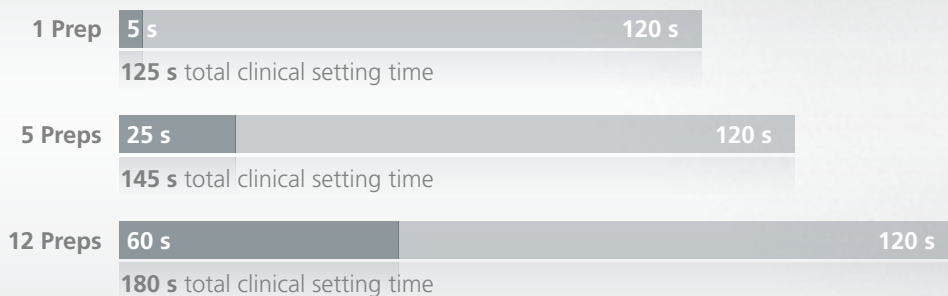 1 Prep 5 s 120 s
125 s total clinical setting time
5 Preps 25 s 120 s
145 s total clinical setting time
12 Preps 60 s 120 s
180 s total clinical setting time